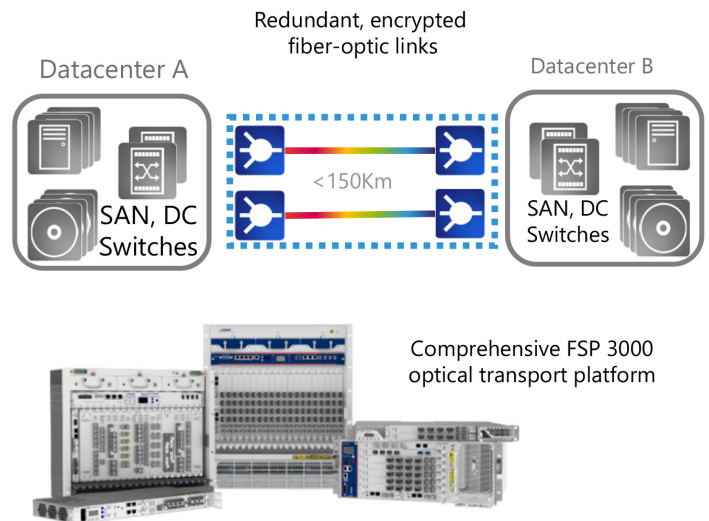 Redundant, encrypted
fiber-optic links
Datacenter A
Datacenter B
<150Km
SAN, DC
Switches
SAN, DC
Switches
Comprehensive FSP 3000
optical transport platform